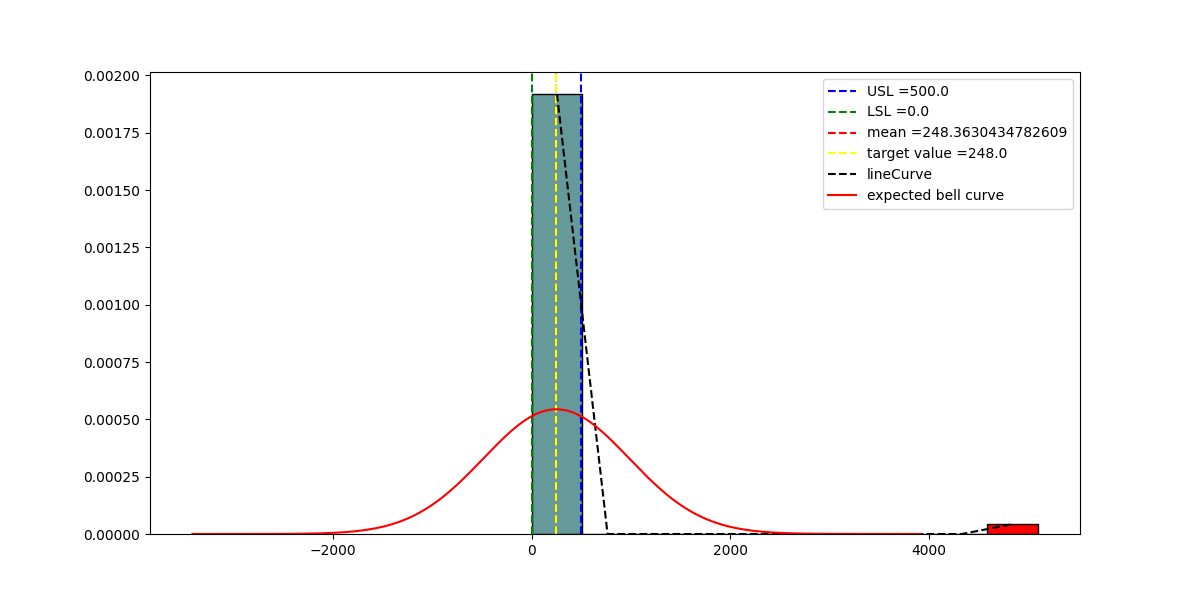 0.00200
0.00175
0.00150
0.00125
0.00100
0.00075
0.00050
0.00025
0.00000
−2000
0
2000
4000
USL =500.0
LSL =0.0
mean =248.3630434782609
target value =248.0
lineCurve
expected bell curve